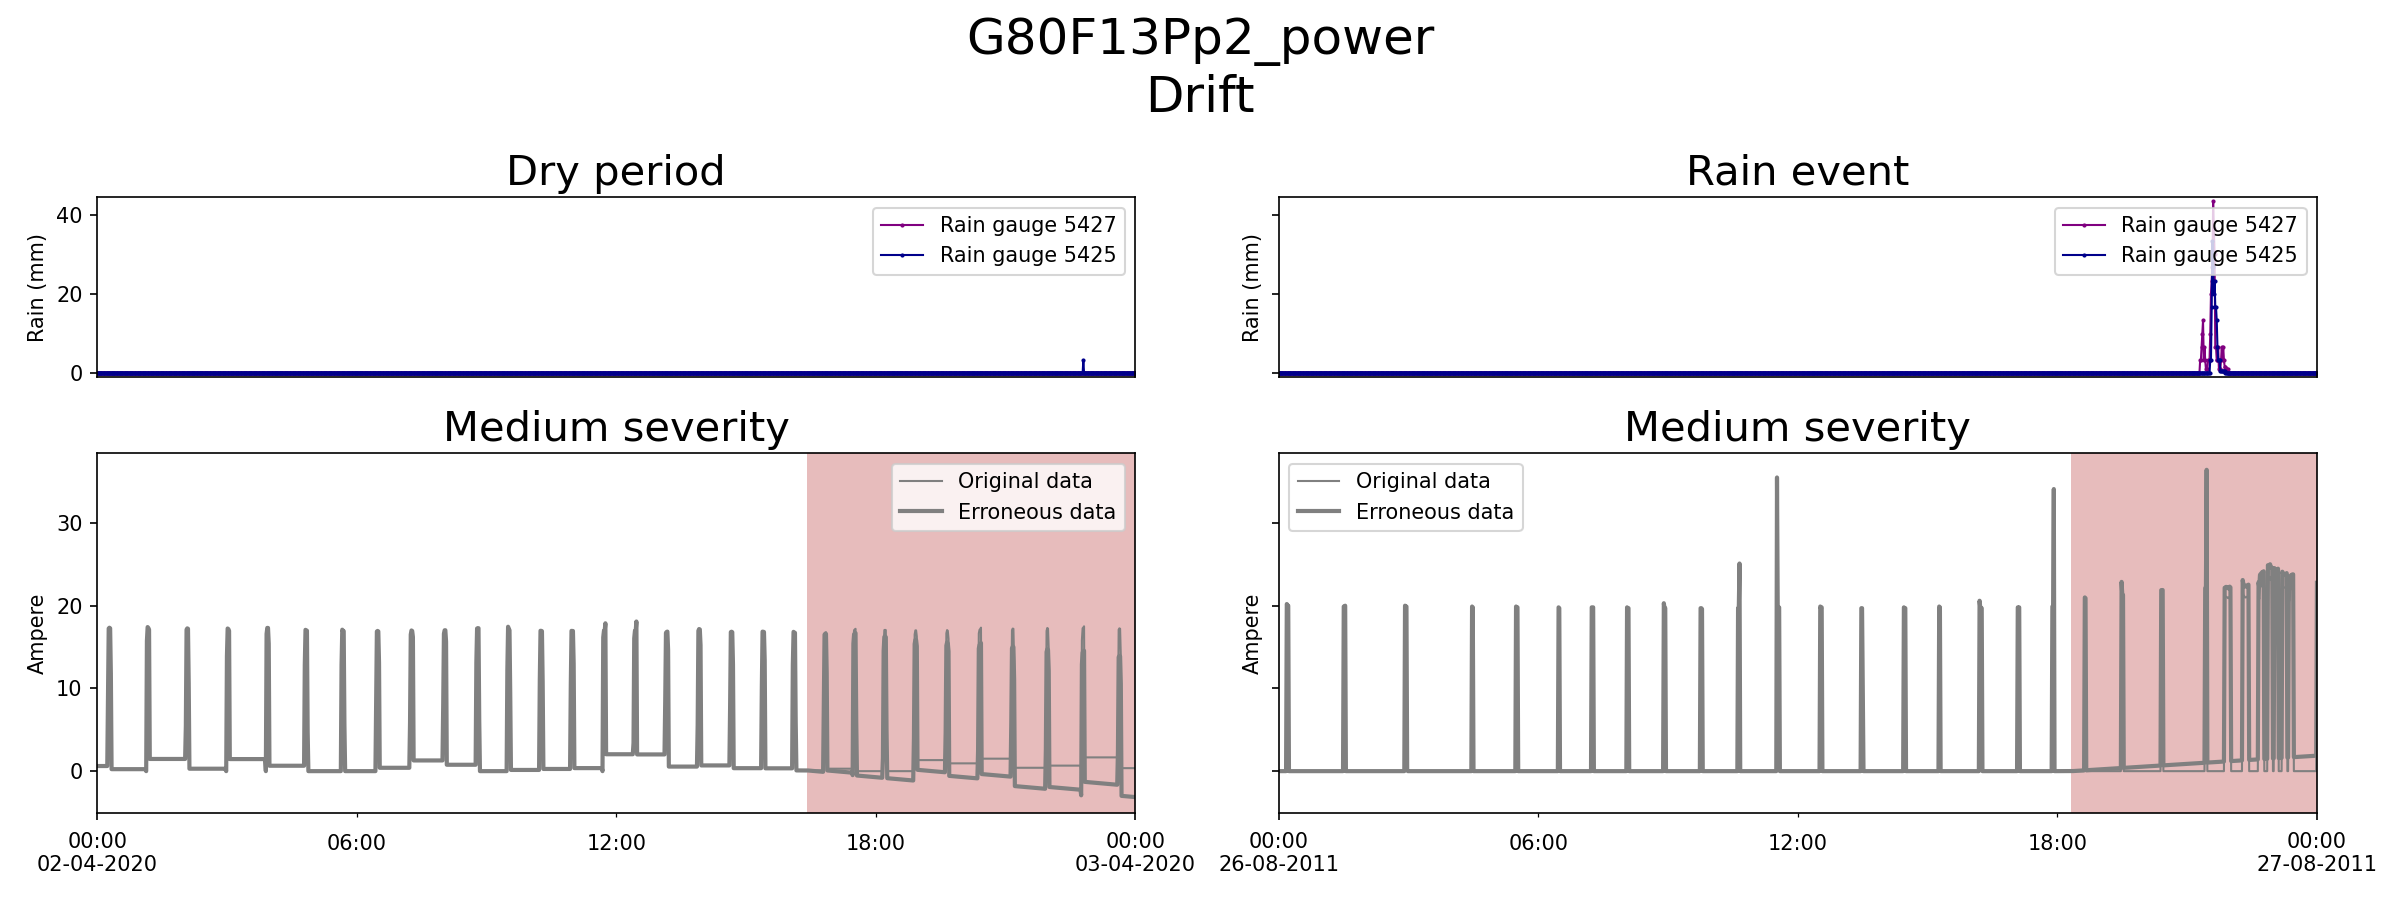 G80F13Pp2_power
Drift
Dry period
Rain event
40
20
0
Rain (mm)
Rain gauge 5427
Rain gauge 5425
Rain (mm)
Rain gauge 5427
Rain gauge 5425
Medium severity
Medium severity
30
20
10
0
Ampere
Original data
Erroneous data
Ampere
Original data
Erroneous data
00:00
02-04-2020
06:00
12:00
18:00
00:00
03-04-2020
00:00
26-08-2011
06:00
12:00
18:00
00:00
27-08-2011